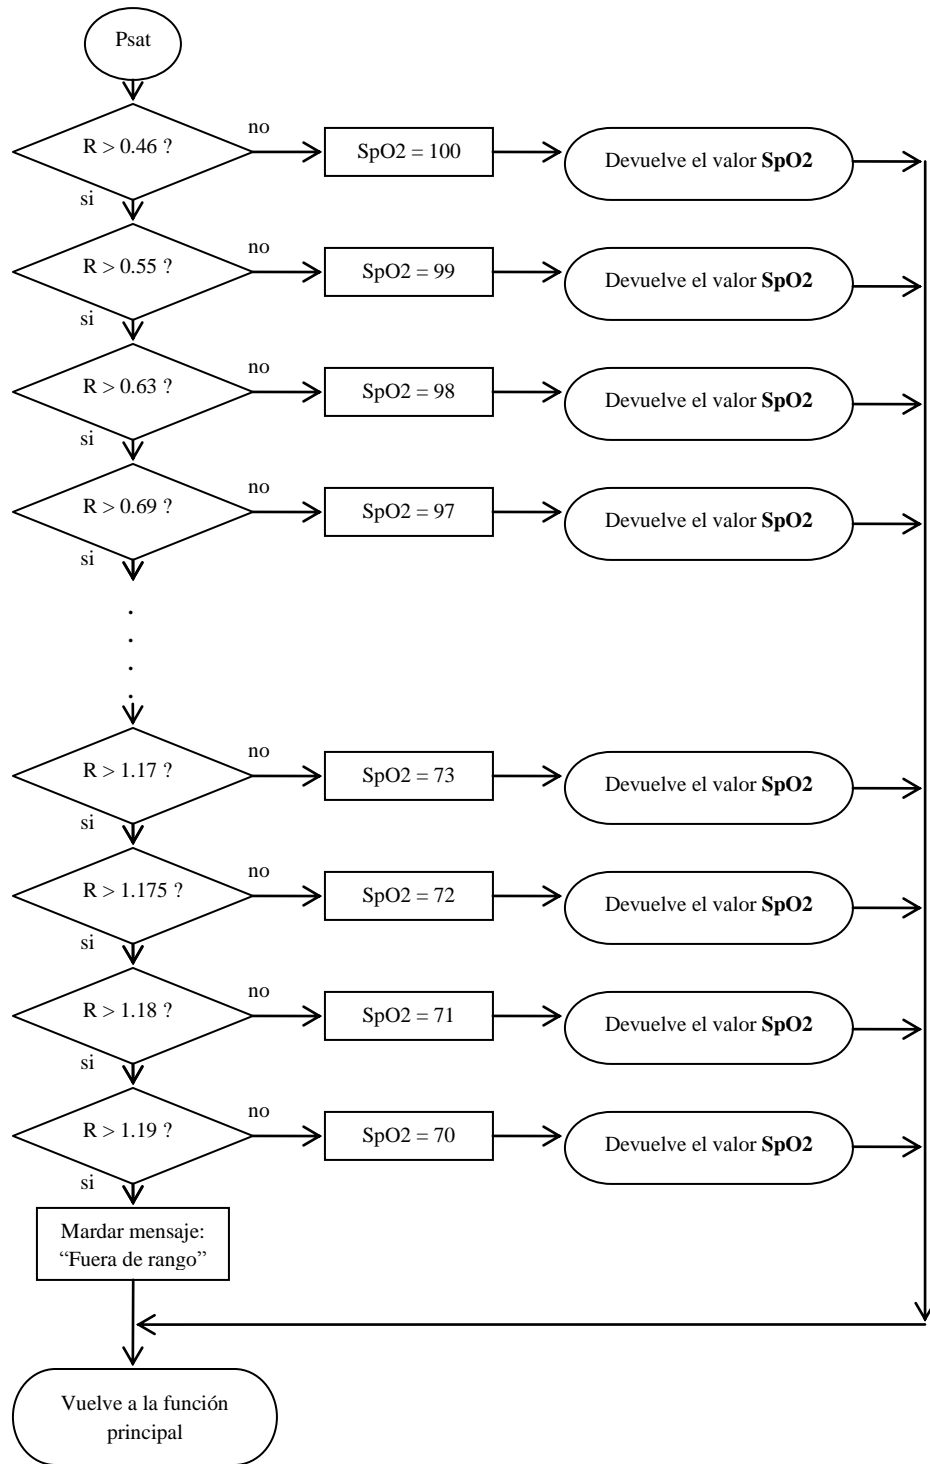 Psat
R > 0.46 ?
no
SpO2 = 100
Devuelve el valor SpO2
si
R > 0.55 ?
no
SpO2 = 99
Devuelve el valor SpO2
si
R > 0.63 ?
no
SpO2 = 98
Devuelve el valor SpO2
si
R > 0.69 ?
no
SpO2 = 97
Devuelve el valor SpO2
si
.
.
.
.
R > 1.17 ?
no
SpO2 = 73
Devuelve el valor SpO2
si
R > 1.175 ?
no
SpO2 = 72
Devuelve el valor SpO2
si
R > 1.18 ?
no
SpO2 = 71
Devuelve el valor SpO2
si
R > 1.19 ?
no
SpO2 = 70
Devuelve el valor SpO2
si
Mardar mensaje:
“Fuera de rango”
Vuelve a la función
principal